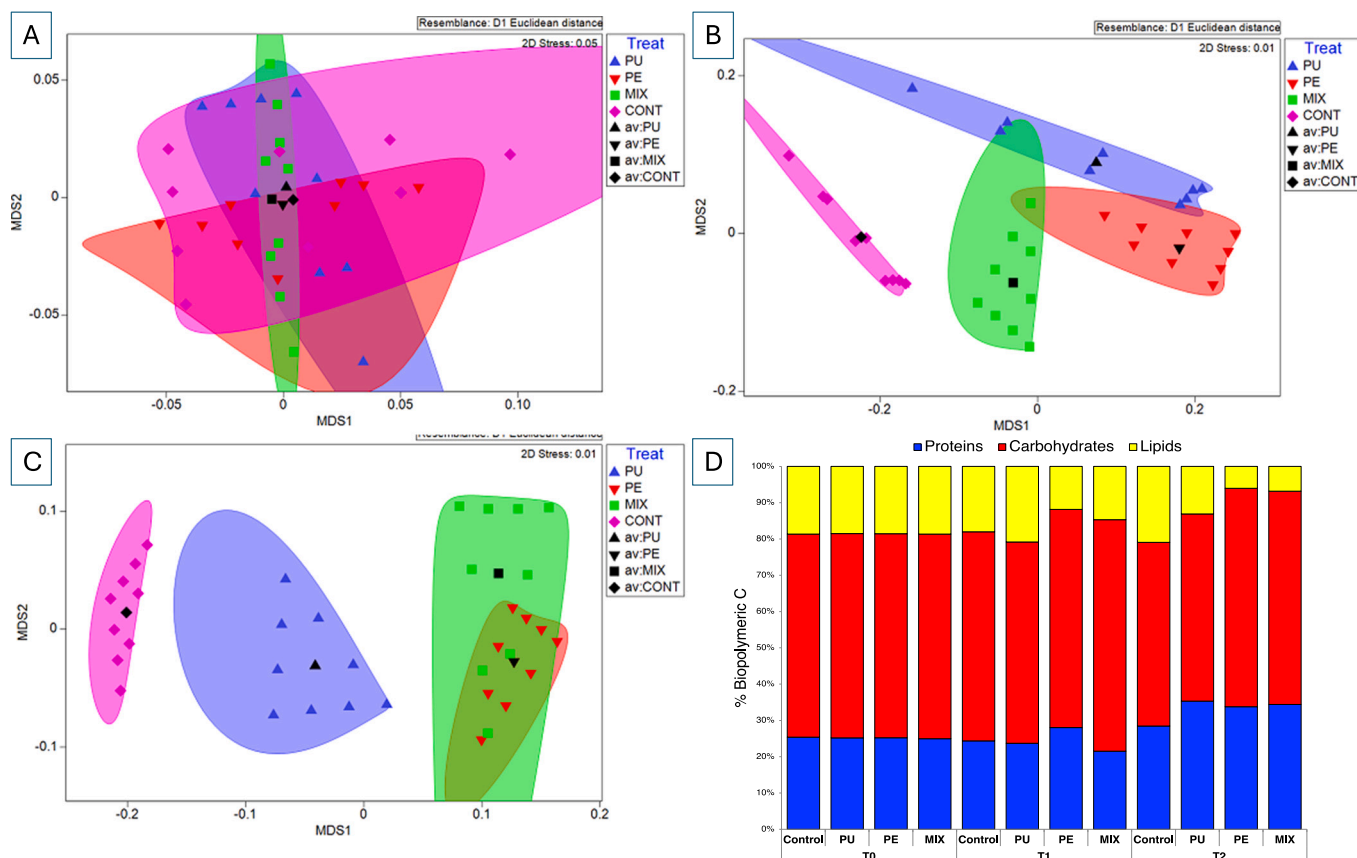 A
Resemblance: D1 Euclidean distance
2D Stress: 0.05
Treat
PU
PE
MIX
CONT
av:PU
av:PE
av:MIX
av:CONT
0.05
0
-0.05
MDS2
-0.05
0
0.05
0.10
MDS1
B
Resemblance: D1 Euclidean distance
2D Stress: 0.01
Treat
PU
PE
MIX
CONT
av:PU
av:PE
av:MIX
av:CONT
0.2
0
-0.2
MDS2
-0.2
0
0.2
MDS1
C
Resemblance: D1 Euclidean distance
2D Stress: 0.01
Treat
PU
PE
MIX
CONT
av:PU
av:PE
av:MIX
av:CONT
0.1
0
-0.1
MDS2
-0.2
-0.1
0
0.1
0.2
MDS1
D
Proteins Carbohydrates Lipids
100%
90%
80%
70%
60%
50%
40%
30%
20%
10%
0%
% Biopolymeric C
Control PU PE MIX Control PU PE MIX Control PU PE MIX
T0 T1 T2